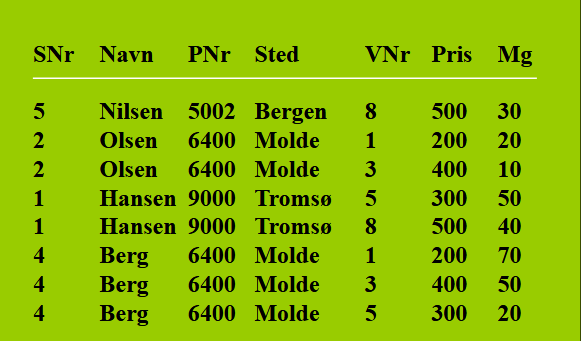 SNr Navn PNr Sted VNr Pris Mg
5 Nilsen 5002 Bergen 8 500 30
2 Olsen 6400 Molde 1 200 20
2 Olsen 6400 Molde 3 400 10
1 Hansen 9000 Tromsø 5 300 50
1 Hansen 9000 Tromsø 8 500 40
4 Berg 6400 Molde 1 200 70
4 Berg 6400 Molde 3 400 50
4 Berg 6400 Molde 5 300 20